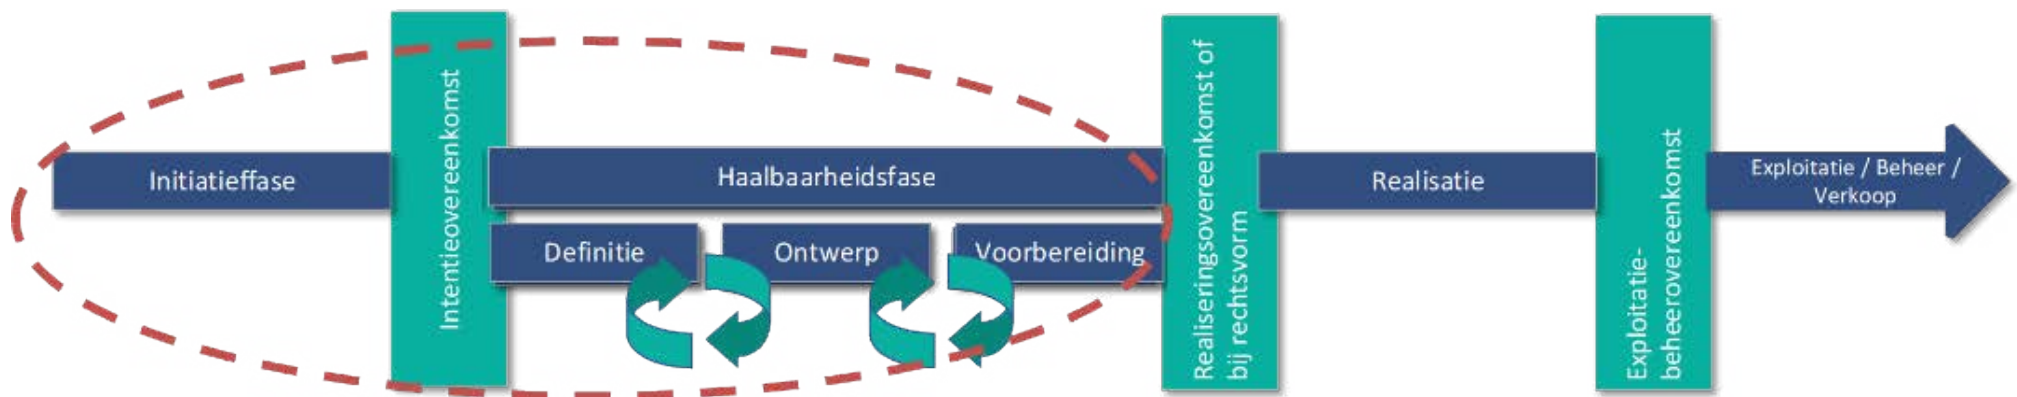 Initiatieffase
Intentieovereenkomst
Haalbaarheidsfase
Definitie
Ontwerp
Voorbereiding
Realiseringsovereenkomst of
bij rechtsvorm
Realisatie
Exploitatie-
beheerovereenkomst
Exploitatie / Beheer /
Verkoop